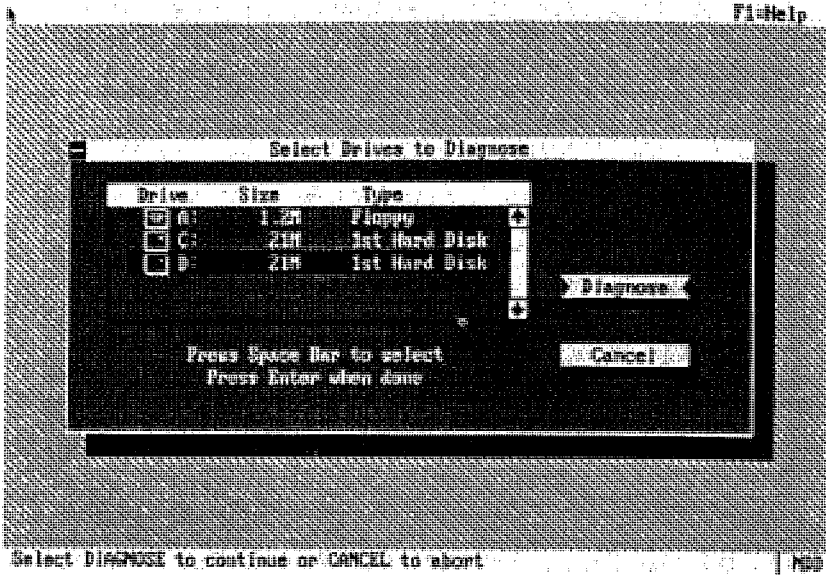 F1=Help
Select Drives to Diagnose
Drive Size Type
A: 1.2M Floppy
C: 21M 1st Hard Disk
D: 21M 1st Hard Disk
Diagnose
Press Space Bar to select
Cancel
Press Enter when done
Select DIAGNOSE to continue or CANCEL to abort